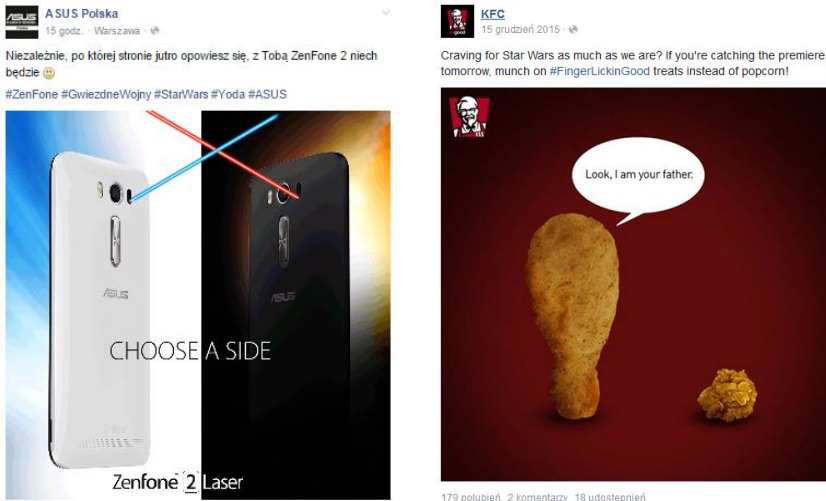 ASUS Polska
15 godz. · Warszawa ·
Niezależnie, po której stronie jutro opowiesz się, z Tobą ZenFone 2 niech
będzie
#ZenFone #GwiezdneWojny #StarWars #Yoda #ASUS
ASUS
ASUS
CHOOSE A SIDE
Zenfone 2 Laser
KFC
15 grudzień 2015 ·
Craving for Star Wars as much as we are? If you're catching the premiere
tomorrow, munch on #FingerLickinGood treats instead of popcorn!
Look, I am your father.
179 polubień 2 komentarzy 18 udostępnień